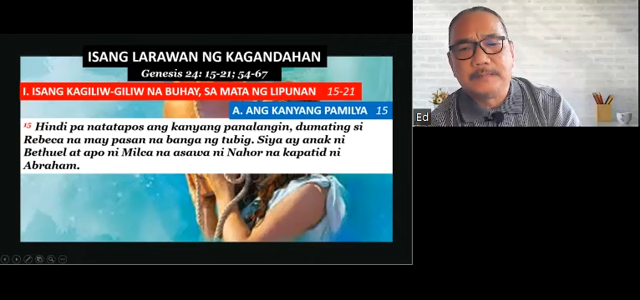 ISANG LARAWAN NG KAGANDAHAN
Genesis 24: 15-21; 54-67
I. ISANG KAGILIW-GILIW NA BUHAY, SA MATA NG LIPUNAN 15-21
A. ANG KANYANG PAMILYA 15
15 Hindi pa natatapos ang kanyang panalangin, dumating si
Rebeca na may pasan na banga ng tubig. Siya ay anak ni
Bethuel at apo ni Milca na asawa ni Nahor na kapatid ni
Abraham.
Ed